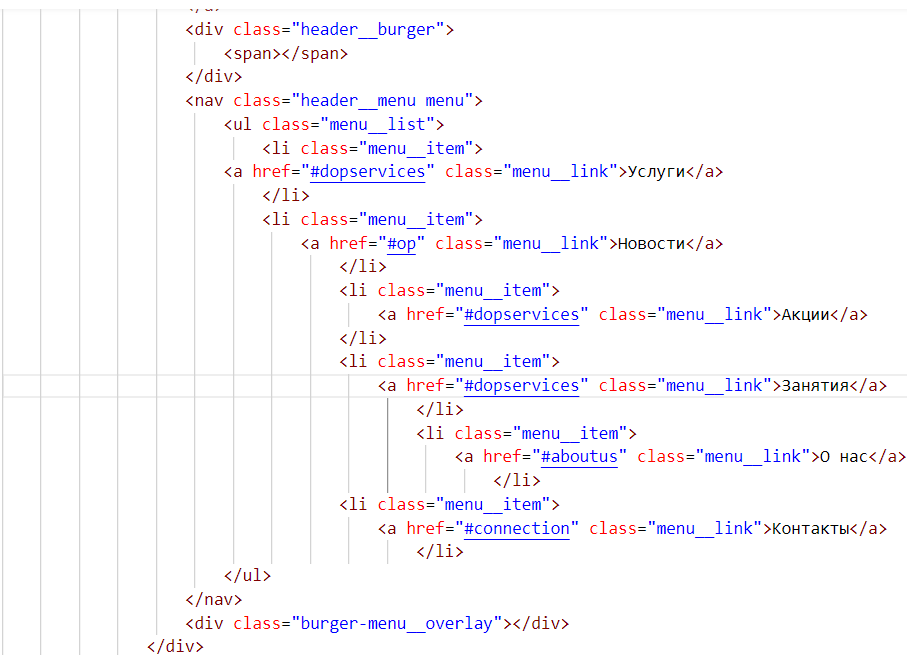 </a>
<div class="header__burger">
<span></span>
</div>
<nav class="header__menu menu">
<ul class="menu__list">
<li class="menu__item">
<a href="#dopservices" class="menu__link">Услуги</a>
</li>
<li class="menu__item">
<a href="#op" class="menu__link">Новости</a>
</li>
<li class="menu__item">
<a href="#dopservices" class="menu__link">Акции</a>
</li>
<li class="menu__item">
<a href="#dopservices" class="menu__link">Занятия</a>
</li>
<li class="menu__item">
<a href="#aboutus" class="menu__link">О нас</a>
</li>
<li class="menu__item">
<a href="#connection" class="menu__link">Контакты</a>
</li>
</ul>
</nav>
<div class="burger-menu__overlay"></div>
</div>